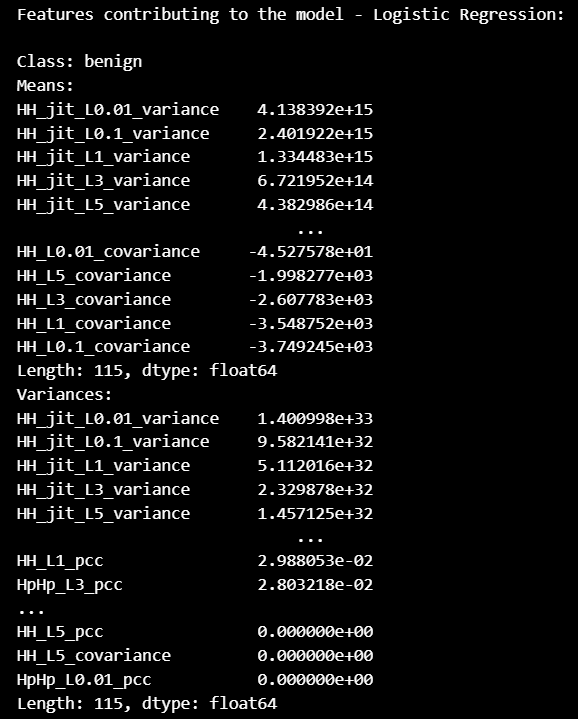 Features contributing to the model - Logistic Regression:
Class: benign
Means:
HH_jit_L0.01_variance 4.138392e+15
HH_jit_L0.1_variance 2.401922e+15
HH_jit_L1_variance 1.334483e+15
HH_jit_L3_variance 6.721952e+14
HH_jit_L5_variance 4.382986e+14
...
HH_L0.01_covariance -4.527578e+01
HH_L5_covariance -1.998277e+03
HH_L3_covariance -2.607783e+03
HH_L1_covariance -3.548752e+03
HH_L0.1_covariance -3.749245e+03
Length: 115, dtype: float64
Variances:
HH_jit_L0.01_variance 1.400998e+33
HH_jit_L0.1_variance 9.582141e+32
HH_jit_L1_variance 5.112016e+32
HH_jit_L3_variance 2.329878e+32
HH_jit_L5_variance 1.457125e+32
...
HH_L1_pcc 2.988053e-02
HpHp_L3_pcc 2.803218e-02
...
HH_L5_pcc 0.000000e+00
HH_L5_covariance 0.000000e+00
HpHp_L0.01_pcc 0.000000e+00
Length: 115, dtype: float64